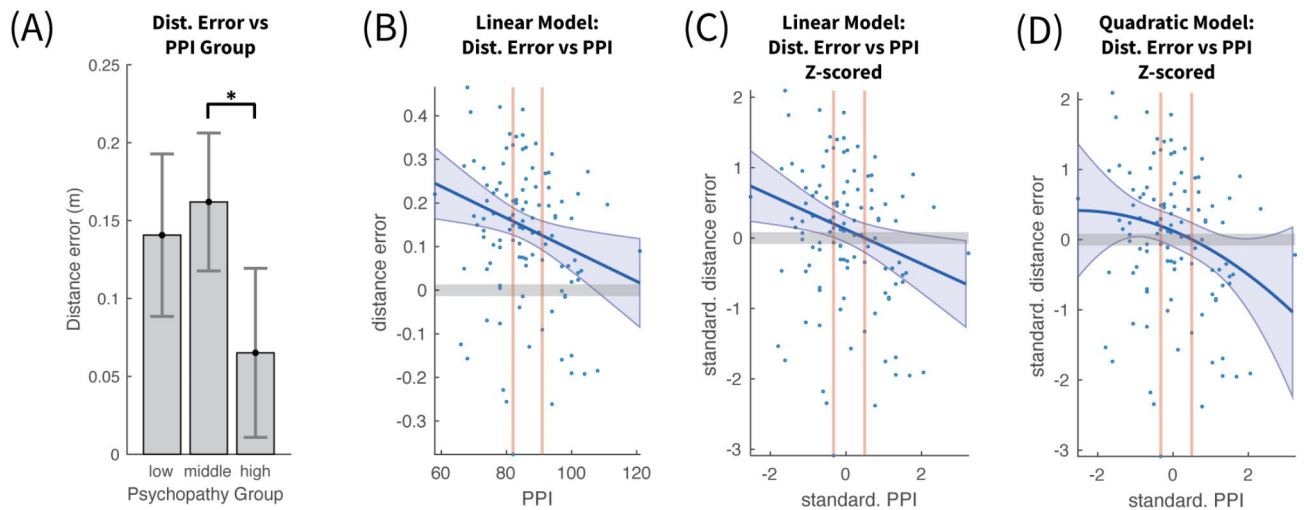 (A)
Dist. Error vs
PPI Group
0.25
0.2
0.15
0.1
0.05
0
Distance error (m)
*
low middle high
Psychopathy Group
(B)
Linear Model:
Dist. Error vs PPI
0.4
0.3
0.2
0.1
0
-0.1
-0.2
-0.3
distance error
60 80 100 120
PPI
(C)
Linear Model:
Dist. Error vs PPI
Z-scored
2
1
0
-1
-2
-3
standard. distance error
-2 0 2
standard. PPI
(D)
Quadratic Model:
Dist. Error vs PPI
Z-scored
2
1
0
-1
-2
-3
standard. distance error
-2 0 2
standard. PPI